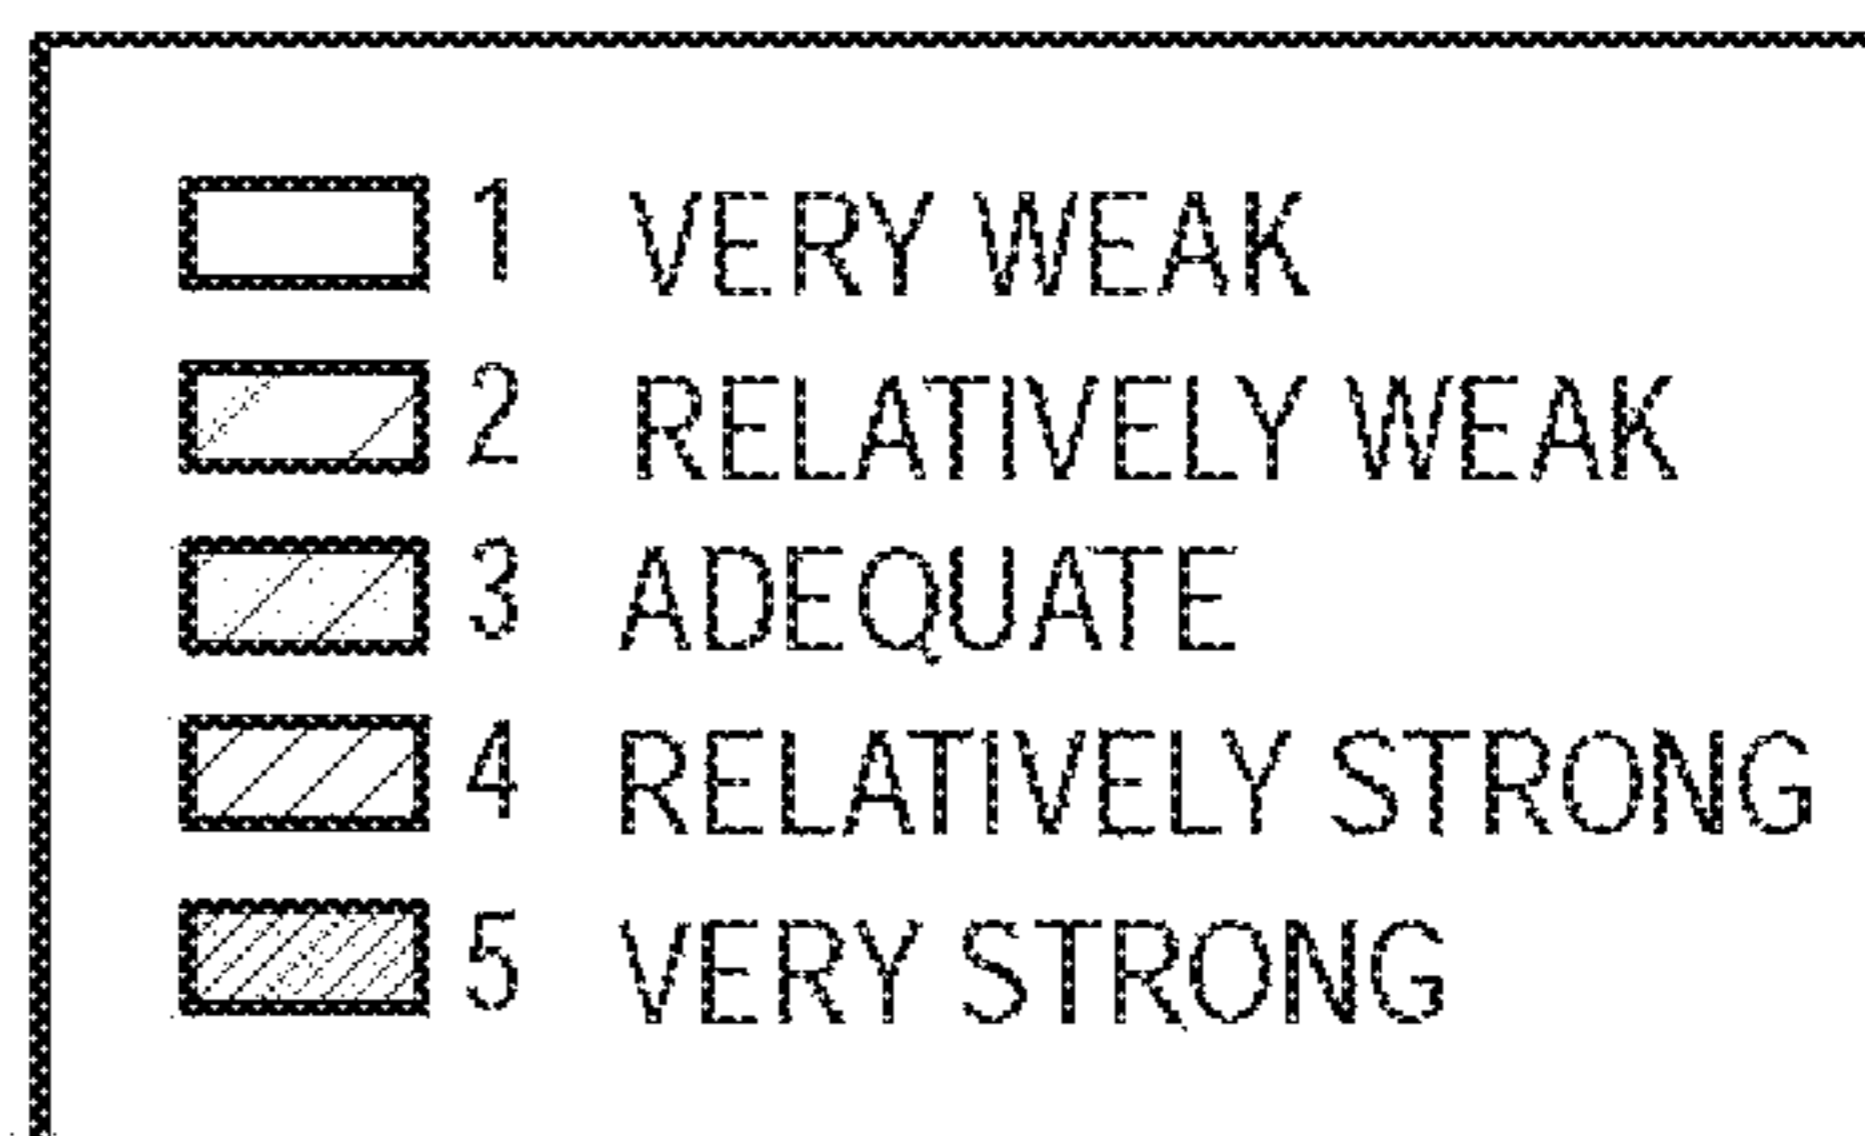 1 VERY WEAK
2 RELATIVELY WEAK
3 ADEQUATE
4 RELATIVELY STRONG
5 VERY STRONG